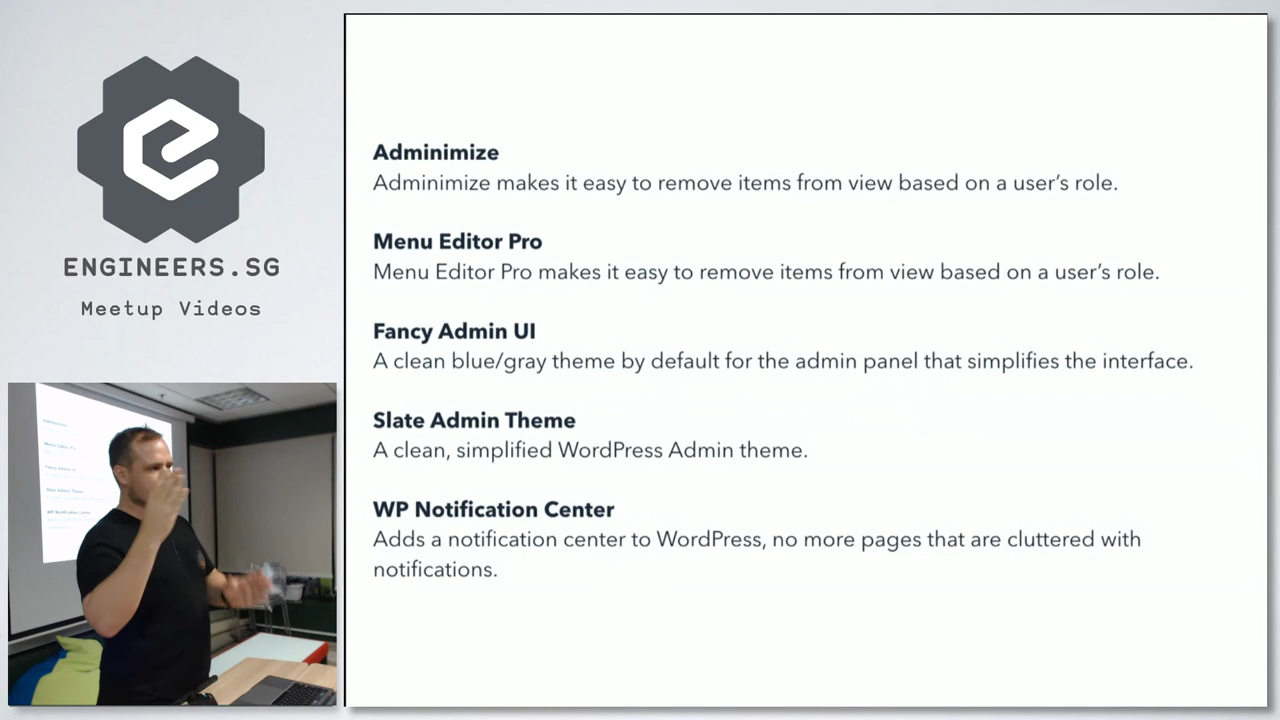 ENGINEERS.SG
Meetup Videos
Adminimize
Adminimize makes it easy to remove items from view based on a user's role.
Menu Editor Pro
Menu Editor Pro makes it easy to remove items from view based on a user's role.
Fancy Admin UI
A clean blue/gray theme by default for the admin panel that simplifies the interface.
Slate Admin Theme
A clean, simplified WordPress Admin theme.
WP Notification Center
Adds a notification center to WordPress, no more pages that are cluttered with
notifications.